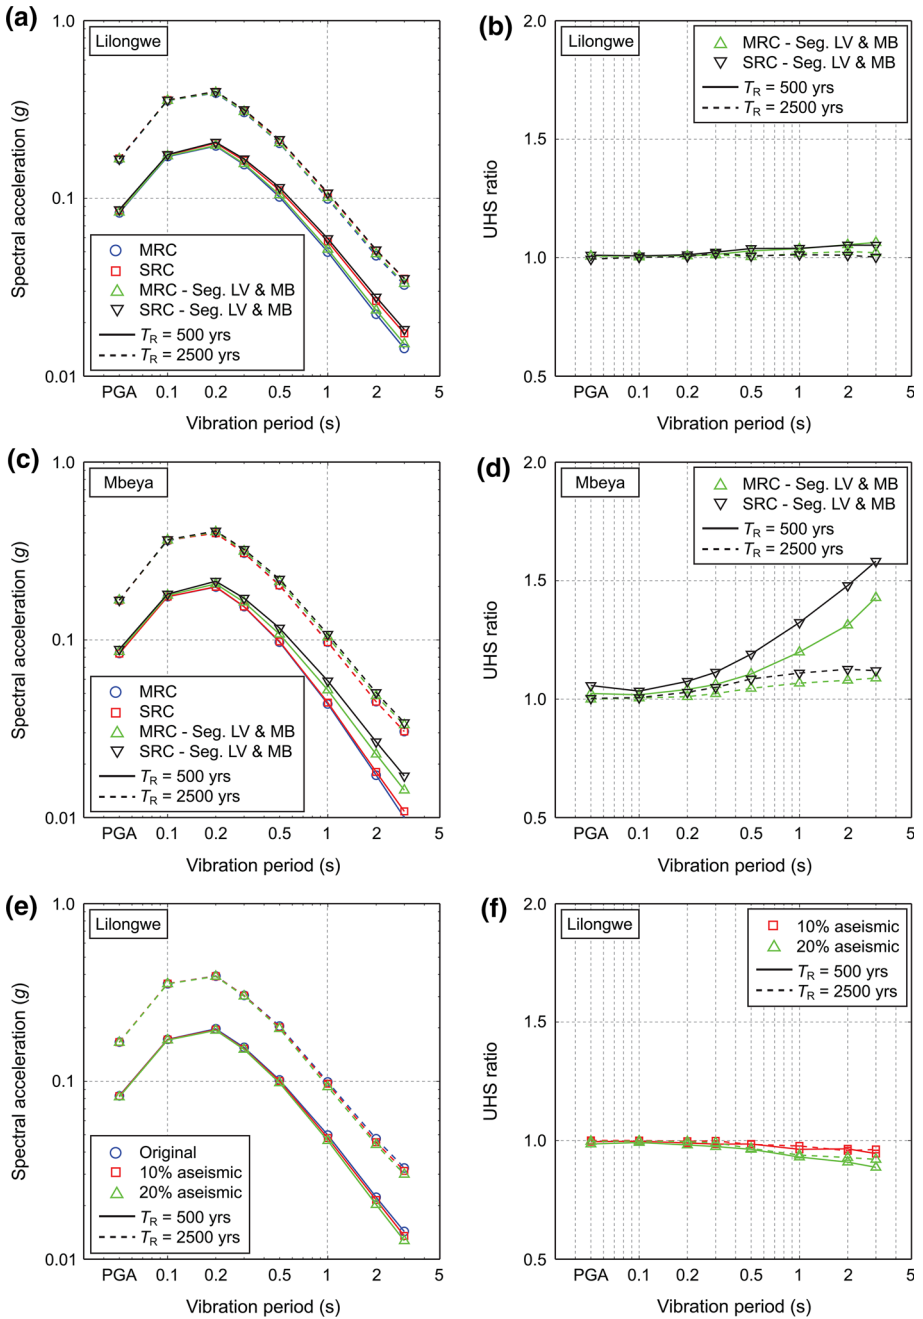 (a)
Lilongwe
1.0
0.1
0.01
Spectral acceleration (g)
MRC
SRC
MRC - Seg. LV & MB
SRC - Seg. LV & MB
TR = 500 yrs
TR = 2500 yrs
PGA 0.1 0.2 0.5 1 2 5
Vibration period (s)
(b)
Lilongwe
2.0
1.5
1.0
0.5
UHS ratio
MRC - Seg. LV & MB
SRC - Seg. LV & MB
TR = 500 yrs
TR = 2500 yrs
PGA 0.1 0.2 0.5 1 2 5
Vibration period (s)
(c)
Mbeya
1.0
0.1
0.01
Spectral acceleration (g)
MRC
SRC
MRC - Seg. LV & MB
SRC - Seg. LV & MB
TR = 500 yrs
TR = 2500 yrs
PGA 0.1 0.2 0.5 1 2 5
Vibration period (s)
(d)
Mbeya
2.0
1.5
1.0
0.5
UHS ratio
MRC - Seg. LV & MB
SRC - Seg. LV & MB
TR = 500 yrs
TR = 2500 yrs
PGA 0.1 0.2 0.5 1 2 5
Vibration period (s)
(e)
Lilongwe
1.0
0.1
0.01
Spectral acceleration (g)
Original
10% aseismic
20% aseismic
TR = 500 yrs
TR = 2500 yrs
PGA 0.1 0.2 0.5 1 2 5
Vibration period (s)
(f)
Lilongwe
2.0
1.5
1.0
0.5
UHS ratio
10% aseismic
20% aseismic
TR = 500 yrs
TR = 2500 yrs
PGA 0.1 0.2 0.5 1 2 5
Vibration period (s)